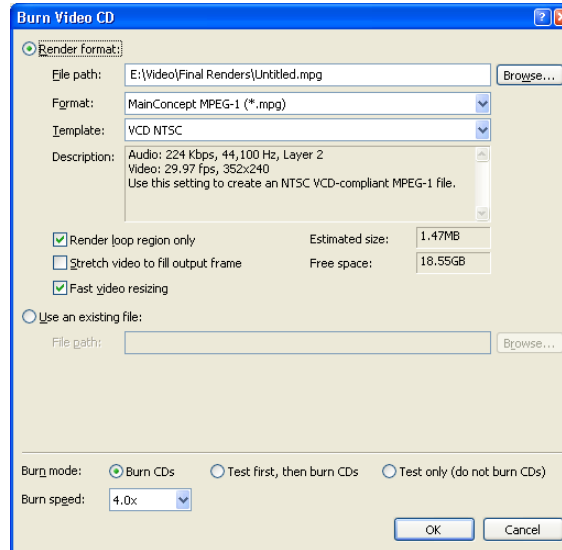 Burn Video CD
Render format:
File path: E:\Video\Final Renders\Untitled.mpg Browse...
Format: MainConcept MPEG-1 (*.mpg)
Template: VCD NTSC
Description: Audio: 224 Kbps, 44,100 Hz, Layer 2
Video: 29.97 fps, 352x240
Use this setting to create an NTSC VCD-compliant MPEG-1 file.
Render loop region only Estimated size: 1.47MB
Stretch video to fill output frame Free space: 18.55GB
Fast video resizing
Use an existing file:
File path: Browse...
Burn mode: Burn CDs Test first, then burn CDs Test only (do not burn CDs)
Burn speed: 4.0x
OK Cancel